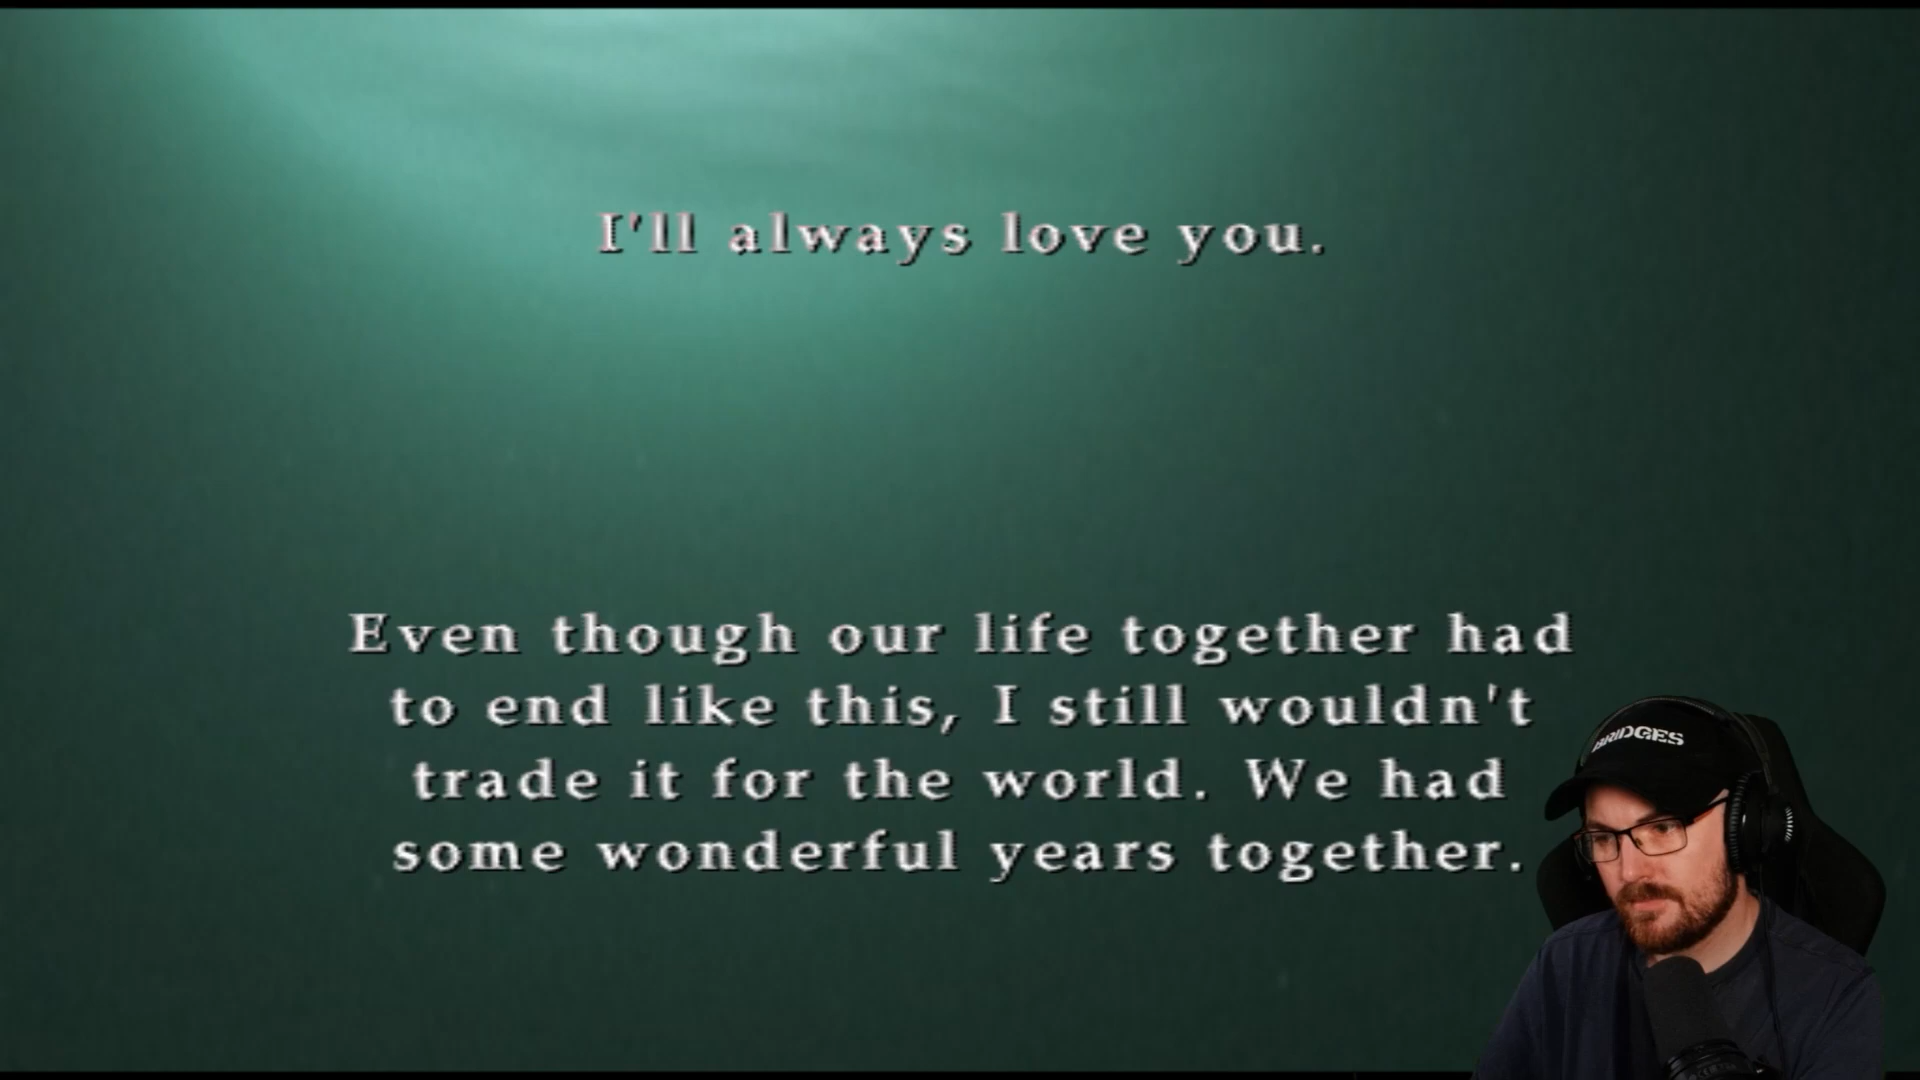 I'll always love you.
Even though our life together had
to end like this, I still wouldn't
trade it for the world. We had
some wonderful years together.
BRIDGES